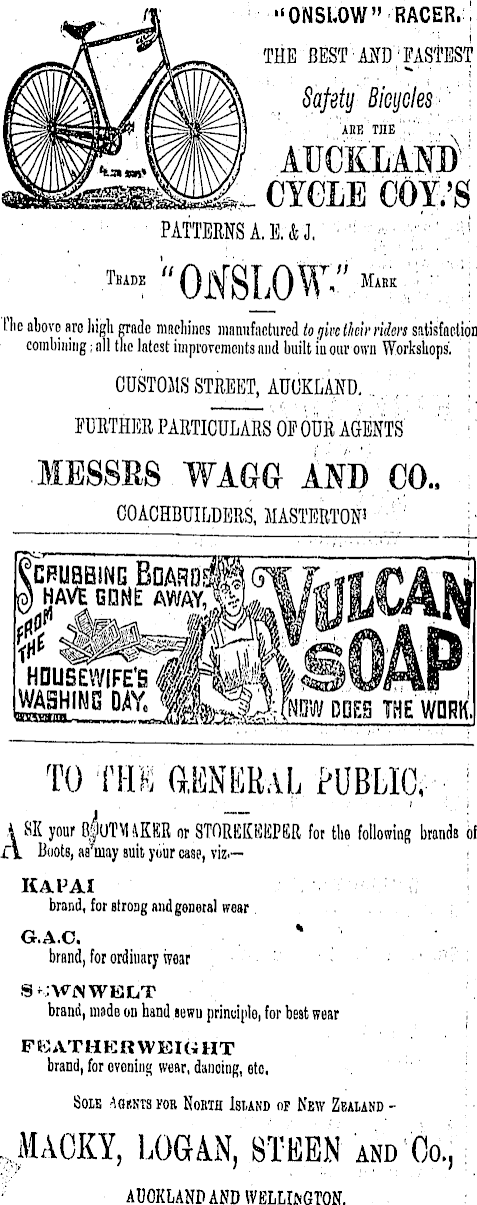 "ONSLOW" RACER.
THE BEST AND FASTEST
Safety Bicycles
ARE THE
AUCKLAND
CYCLE COY.'S
PATTERNS A. E. & J.
TRADE "ONSLOW" MARK
The above are high grade machines manufactured to give their riders satisfaction
combining all the latest improvements and built in our own Workshops.
CUSTOMS STREET, AUCKLAND.
FURTHER PARTICULARS OF OUR AGENTS
MESSRS WAGG AND CO.,
COACHBUILDERS, MASTERTON
SCRUBBING BOARDS
HAVE GONE AWAY,
FROM
THE
HOUSEWIFE'S
WASHING DAY.
VULCAN
SOAP
NOW DOES THE WORK.
TO THE GENERAL PUBLIC,
ASK your BOOTMAKER or STOREKEEPER for the following brands of
Boots, as may suit your case, viz.—
KAPAI
brand, for strong and general wear
G.A.C.
brand, for ordinary wear
SEWNWELT
brand, made on hand sewn principle, for best wear
FEATHERWEIGHT
brand, for evening wear, dancing, etc.
SOLE AGENTS FOR NORTH ISLAND OF NEW ZEALAND -
MACKY, LOGAN, STEEN AND CO.,
AUCKLAND AND WELLINGTON.